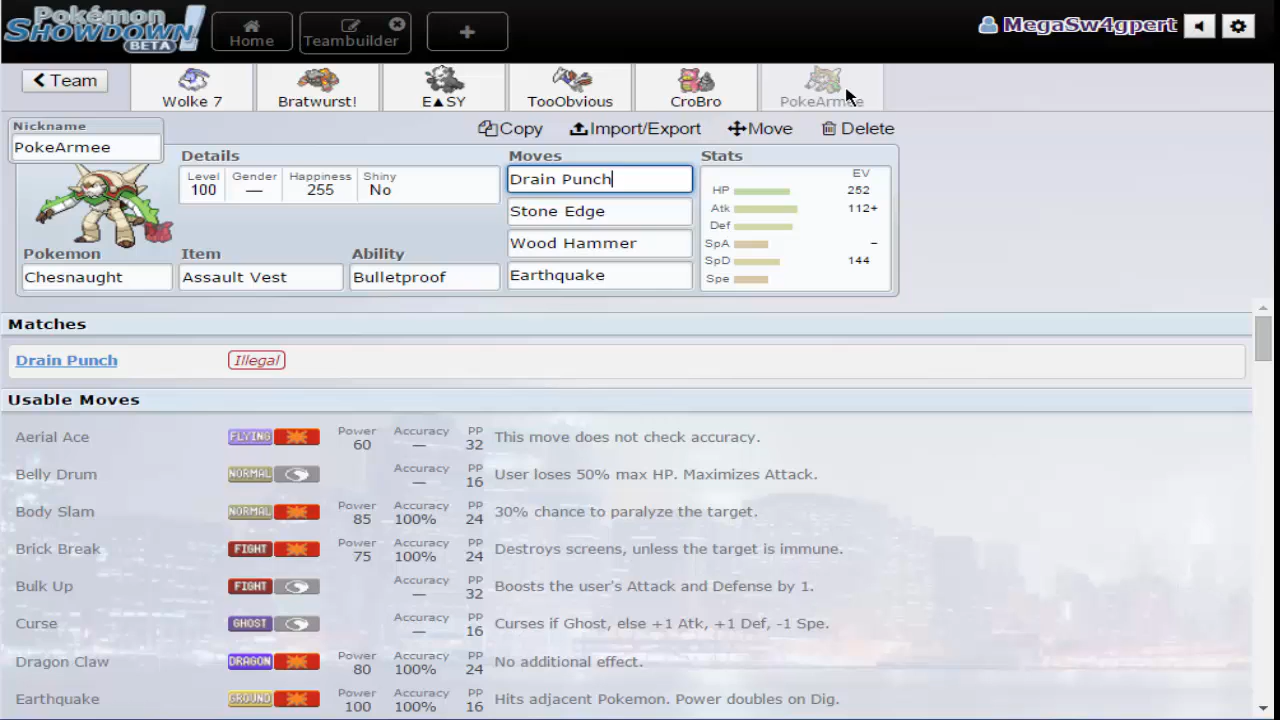 Pokémon
SHOWDOWN!
BETA
Home
Teambuilder
+
MegaSw4gpert
Team
Wolke 7
Bratwurst!
E▲SY
TooObvious
CroBro
PokeArmee
Copy
Import/Export
Move
Delete
Nickname
PokeArmee
Details
Level
100
Gender
—
Happiness
255
Shiny
No
Pokemon
Chesnaught
Item
Assault Vest
Ability
Bulletproof
Moves
Drain Punch
Stone Edge
Wood Hammer
Earthquake
Stats
EV
HP 252
Atk 112+
Def
SpA –
SpD 144
Spe
Matches
Drain Punch Illegal
Usable Moves
Aerial Ace FLYING Power 60 Accuracy — PP 32 This move does not check accuracy.
Belly Drum NORMAL Accuracy — PP 16 User loses 50% max HP. Maximizes Attack.
Body Slam NORMAL Power 85 Accuracy 100% PP 24 30% chance to paralyze the target.
Brick Break FIGHT Power 75 Accuracy 100% PP 24 Destroys screens, unless the target is immune.
Bulk Up FIGHT Accuracy — PP 32 Boosts the user's Attack and Defense by 1.
Curse GHOST Accuracy — PP 16 Curses if Ghost, else +1 Atk, +1 Def, -1 Spe.
Dragon Claw DRAGON Power 80 Accuracy 100% PP 24 No additional effect.
Earthquake GROUND Power 100 Accuracy 100% PP 16 Hits adjacent Pokemon. Power doubles on Dig.